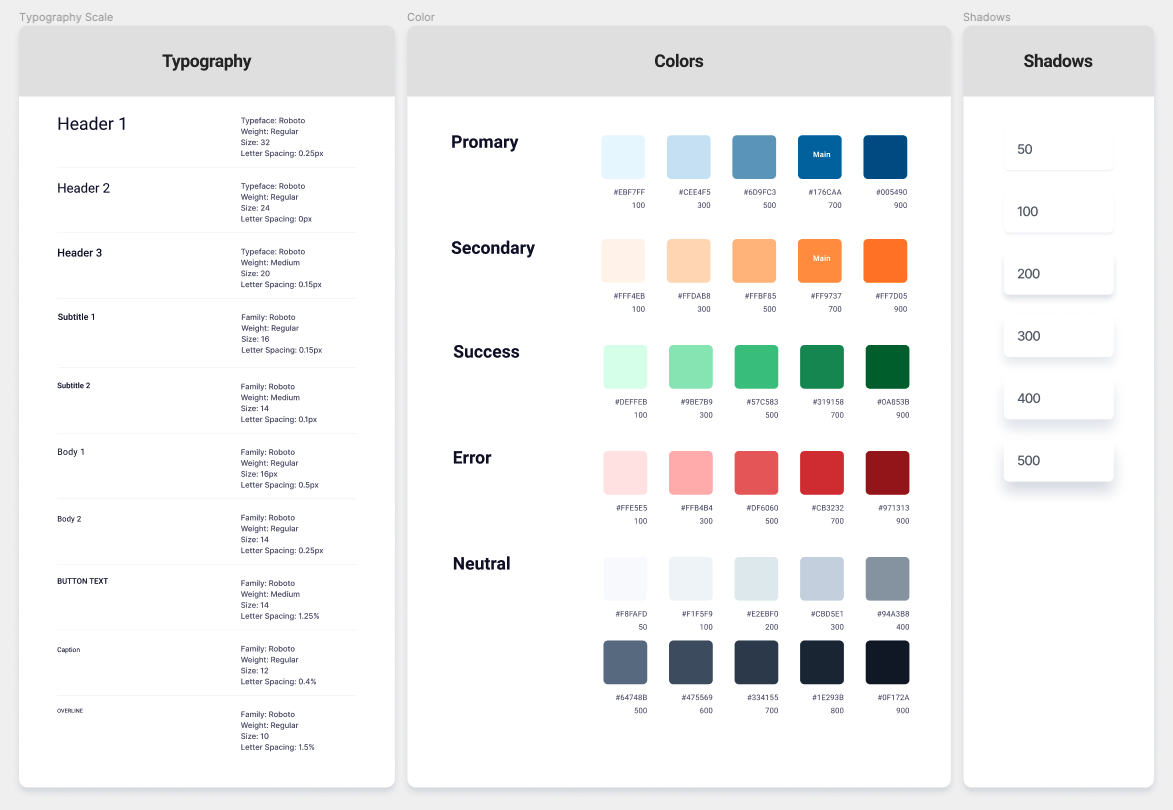 Typography Scale
Typography
Header 1
Typeface: Roboto
Weight: Regular
Size: 32
Letter Spacing: 0.25px
Header 2
Typeface: Roboto
Weight: Regular
Size: 24
Letter Spacing: 0px
Header 3
Typeface: Roboto
Weight: Medium
Size: 20
Letter Spacing: 0.15px
Subtitle 1
Family: Roboto
Weight: Regular
Size: 16
Letter Spacing: 0.15px
Subtitle 2
Family: Roboto
Weight: Medium
Size: 14
Letter Spacing: 0.1px
Body 1
Family: Roboto
Weight: Regular
Size: 16px
Letter Spacing: 0.5px
Body 2
Family: Roboto
Weight: Regular
Size: 14
Letter Spacing: 0.25px
BUTTON TEXT
Family: Roboto
Weight: Medium
Size: 14
Letter Spacing: 1.25%
Caption
Family: Roboto
Weight: Regular
Size: 12
Letter Spacing: 0.4%
OVERLINE
Family: Roboto
Weight: Regular
Size: 10
Letter Spacing: 1.5%
Color
Colors
Promary
Main
#EBF7FF #CEE4F5 #6D9FC3 #176CAA #005490
100 300 500 700 900
Secondary
Main
#FFF4EB #FFDAB8 #FFBF85 #FF9737 #FF7D05
100 300 500 700 900
Success
#DEFFEB #9BE7B9 #57C583 #319158 #0A853B
100 300 500 700 900
Error
#FFE5E5 #FFB4B4 #DF6060 #CB3232 #971313
100 300 500 700 900
Neutral
#F8FAFD #F1F5F9 #E2EBF0 #CBD5E1 #94A3B8
50 100 200 300 400
#64748B #475569 #334155 #1E293B #0F172A
500 600 700 800 900
Shadows
Shadows
50
100
200
300
400
500